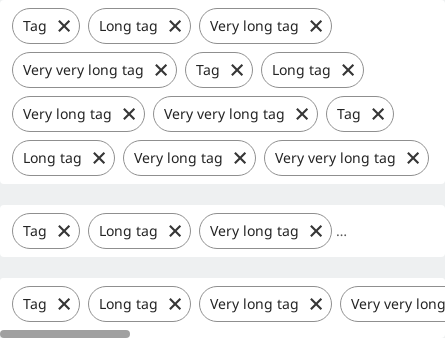 Tag Long tag Very long tag
Very very long tag Tag Long tag
Very long tag Very very long tag Tag
Long tag Very long tag Very very long tag
Tag Long tag Very long tag ...
Tag Long tag Very long tag Very very long